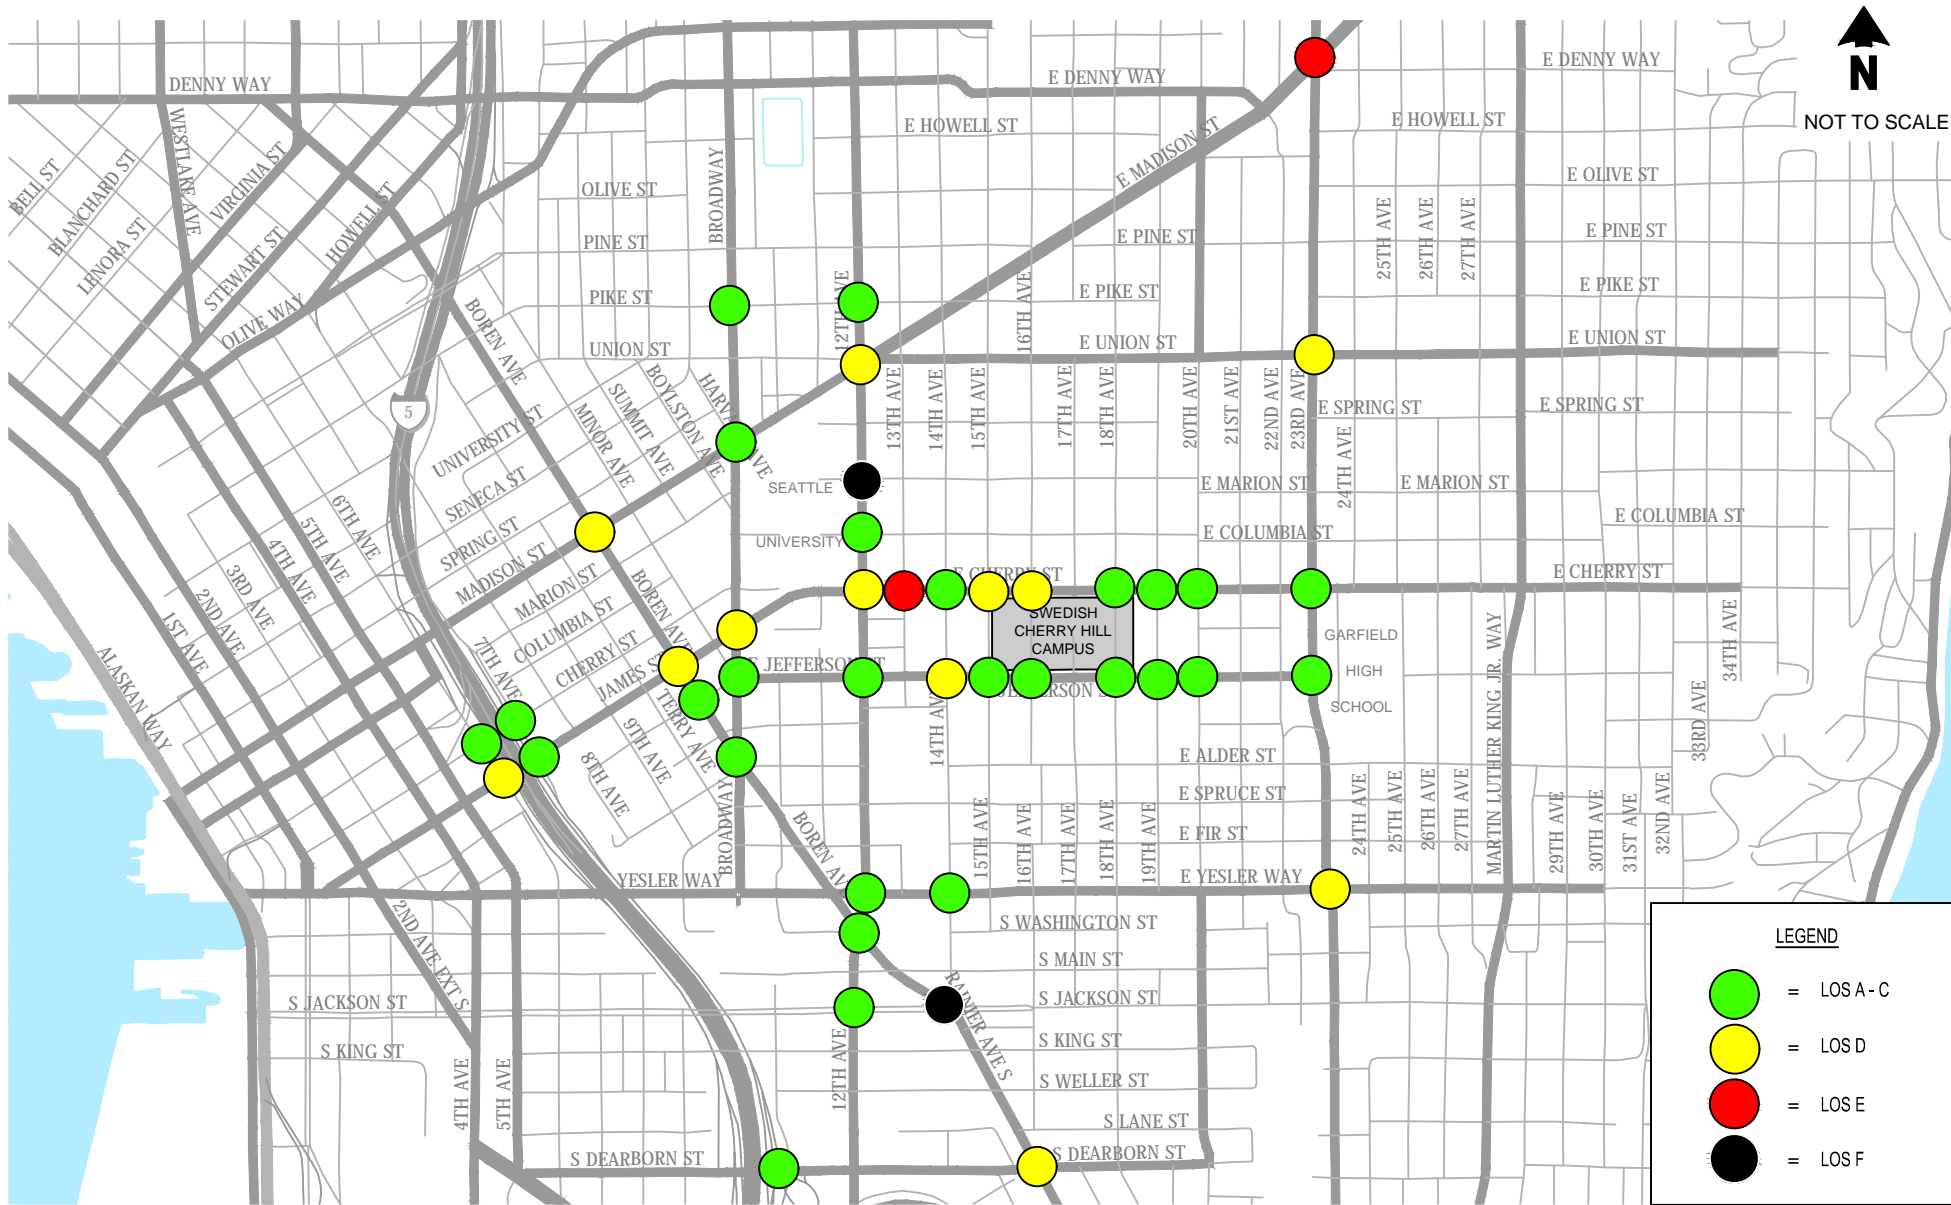 N
NOT TO SCALE
DENNY WAY
E DENNY WAY
E DENNY WAY
WESTLAKE AVE
BELL ST
BLANCHARD ST
LENORA ST
VIRGINIA ST
STEWART ST
HOWELL ST
OLIVE WAY
E HOWELL ST
E HOWELL ST
E MADISON ST
OLIVE ST
E OLIVE ST
BROADWAY
PINE ST
E PINE ST
E PINE ST
25TH AVE
26TH AVE
27TH AVE
PIKE ST
12TH AVE
16TH AVE
E PIKE ST
E PIKE ST
BOREN AVE
UNION ST
E UNION ST
E UNION ST
5
UNIVERSITY ST
SENECA ST
SPRING ST
MADISON ST
MINOR AVE
SUMMIT AVE
BOYLSTON AVE
13TH AVE
14TH AVE
15TH AVE
17TH AVE
18TH AVE
20TH AVE
21ST AVE
22ND AVE
23RD AVE
24TH AVE
E SPRING ST
E SPRING ST
SEATTLE
UNIVERSITY
E MARION ST
E MARION ST
E COLUMBIA ST
E COLUMBIA ST
6TH AVE
5TH AVE
4TH AVE
3RD AVE
2ND AVE
1ST AVE
ALASKAN WAY
MARION ST
COLUMBIA ST
CHERRY ST
JAMES ST
BOREN AVE
7TH AVE
E CHERRY ST
E CHERRY ST
SWEDISH
CHERRY HILL
CAMPUS
E JEFFERSON ST
GARFIELD
HIGH
SCHOOL
MARTIN LUTHER KING JR. WAY
34TH AVE
33RD AVE
TERRY AVE
9TH AVE
8TH AVE
14TH AVE
E ALDER ST
E SPRUCE ST
E FIR ST
BROADWAY
BOREN AVE
15TH AVE
16TH AVE
17TH AVE
18TH AVE
19TH AVE
24TH AVE
25TH AVE
26TH AVE
27TH AVE
29TH AVE
30TH AVE
31ST AVE
32ND AVE
YESLER WAY
E YESLER WAY
2ND AVE EXT S
S WASHINGTON ST
S MAIN ST
S JACKSON ST
S JACKSON ST
RAINIER AVE S
S KING ST
S KING ST
12TH AVE
4TH AVE
5TH AVE
S WELLER ST
S LANE ST
S DEARBORN ST
S DEARBORN ST
LEGEND
= LOS A - C
= LOS D
= LOS E
= LOS F